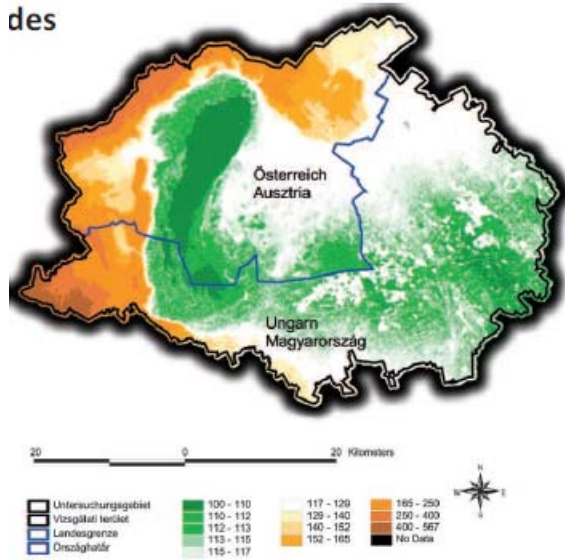 des
Österreich
Ausztria
Ungarn
Magyarország
20 0 20 Kilometers
N
W E
S
Untersuchungsgebiet
Vizsgálati terület
Landesgrenze
Országhatár
100 - 110
110 - 112
112 - 113
113 - 115
115 - 117
117 - 129
129 - 140
140 - 152
152 - 165
165 - 250
250 - 400
400 - 567
No Data